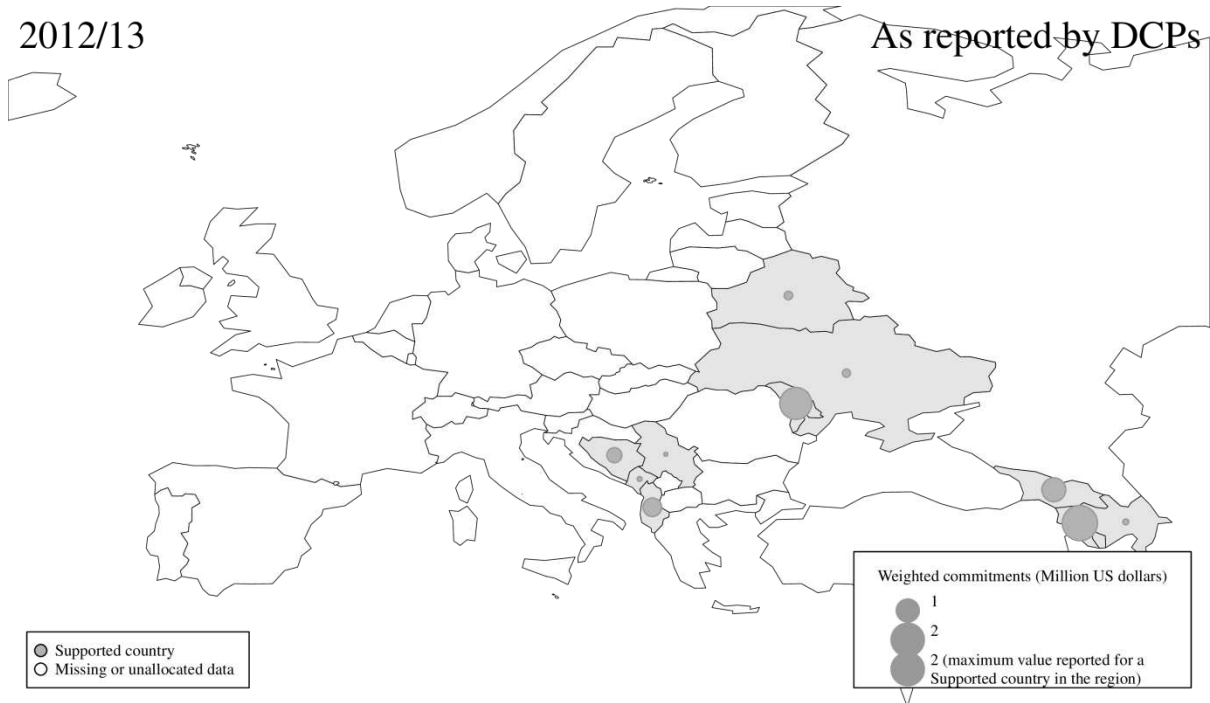 2012/13
As reported by DCPs
Weighted commitments (Million US dollars)
1
2
2 (maximum value reported for a
Supported country in the region)
Supported country
Missing or unallocated data